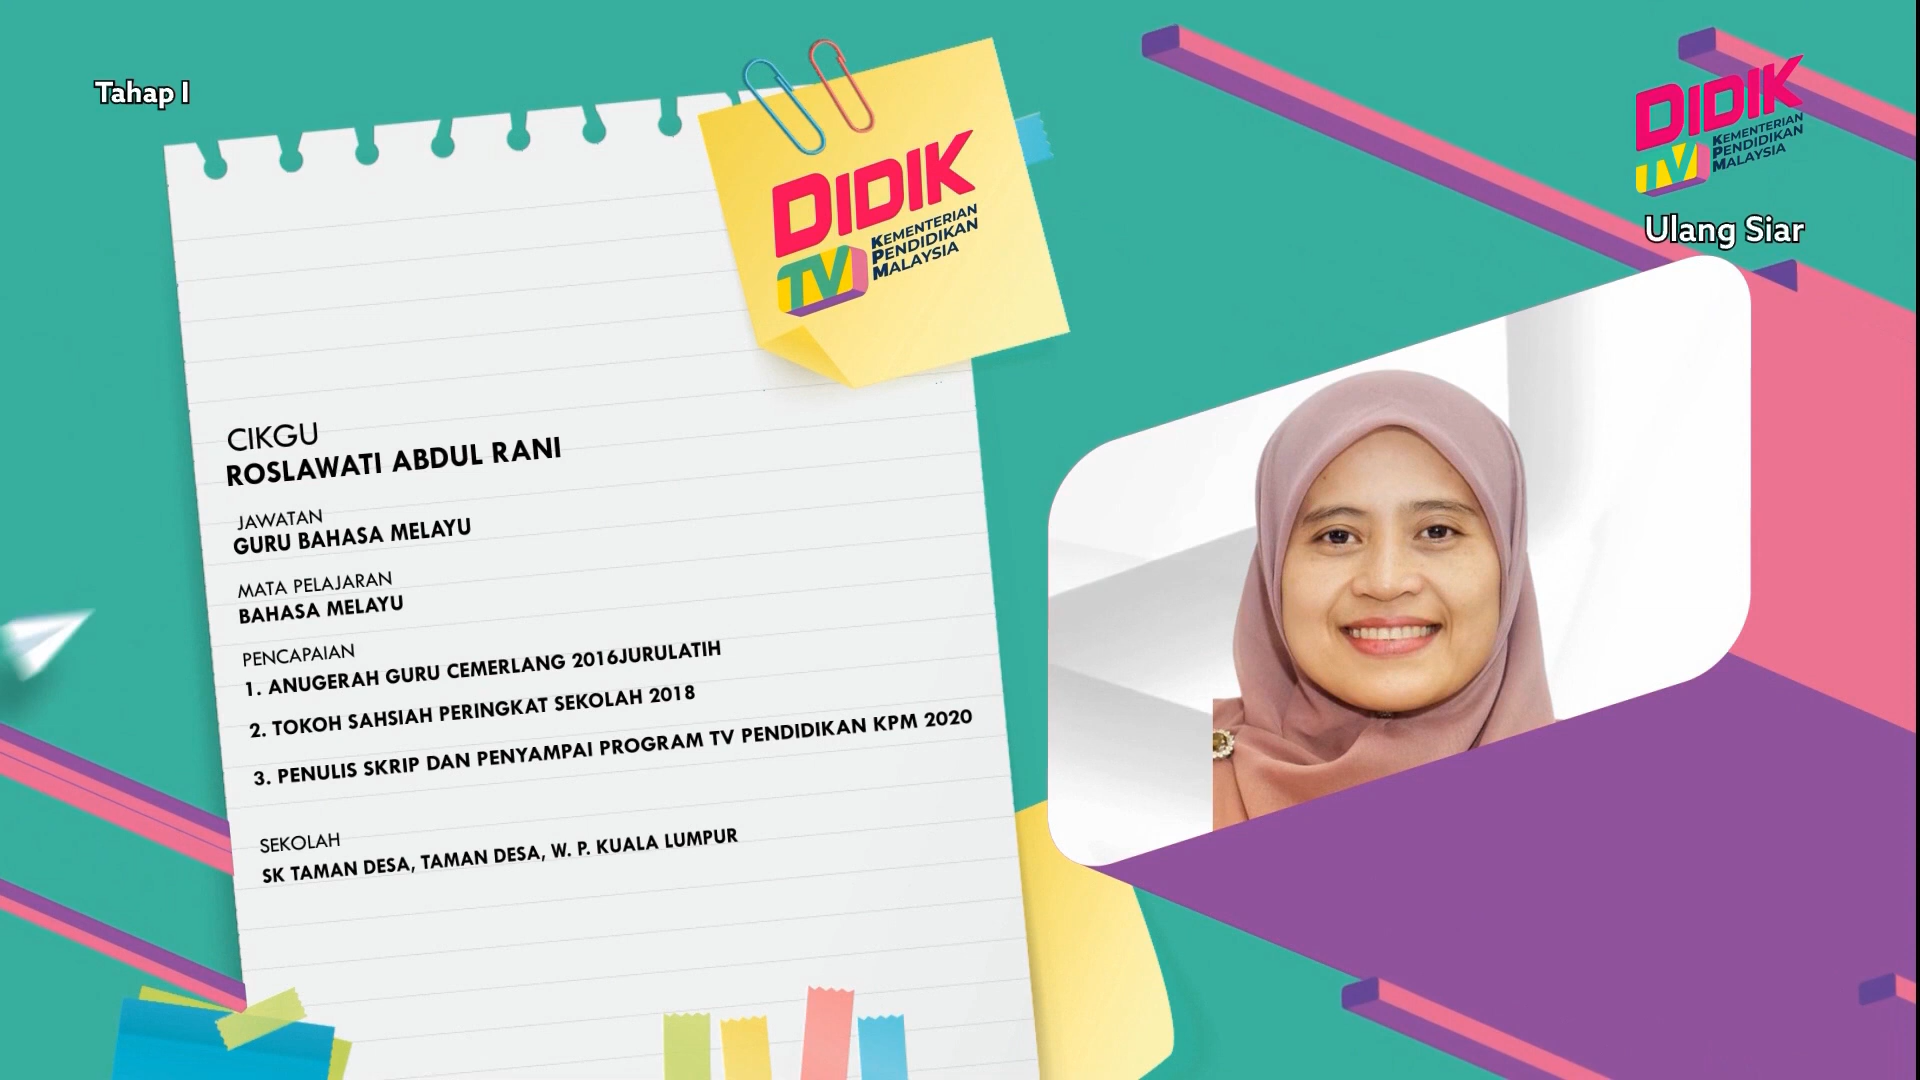 Tahap I
DIDIK
TV
KEMENTERIAN
PENDIDIKAN
MALAYSIA
DIDIK
TV
KEMENTERIAN
PENDIDIKAN
MALAYSIA
Ulang Siar
CIKGU
ROSLAWATI ABDUL RANI
JAWATAN
GURU BAHASA MELAYU
MATA PELAJARAN
BAHASA MELAYU
PENCAPAIAN
1. ANUGERAH GURU CEMERLANG 2016JURULATIH
2. TOKOH SAHSIAH PERINGKAT SEKOLAH 2018
3. PENULIS SKRIP DAN PENYAMPAI PROGRAM TV PENDIDIKAN KPM 2020
SEKOLAH
SK TAMAN DESA, TAMAN DESA, W. P. KUALA LUMPUR